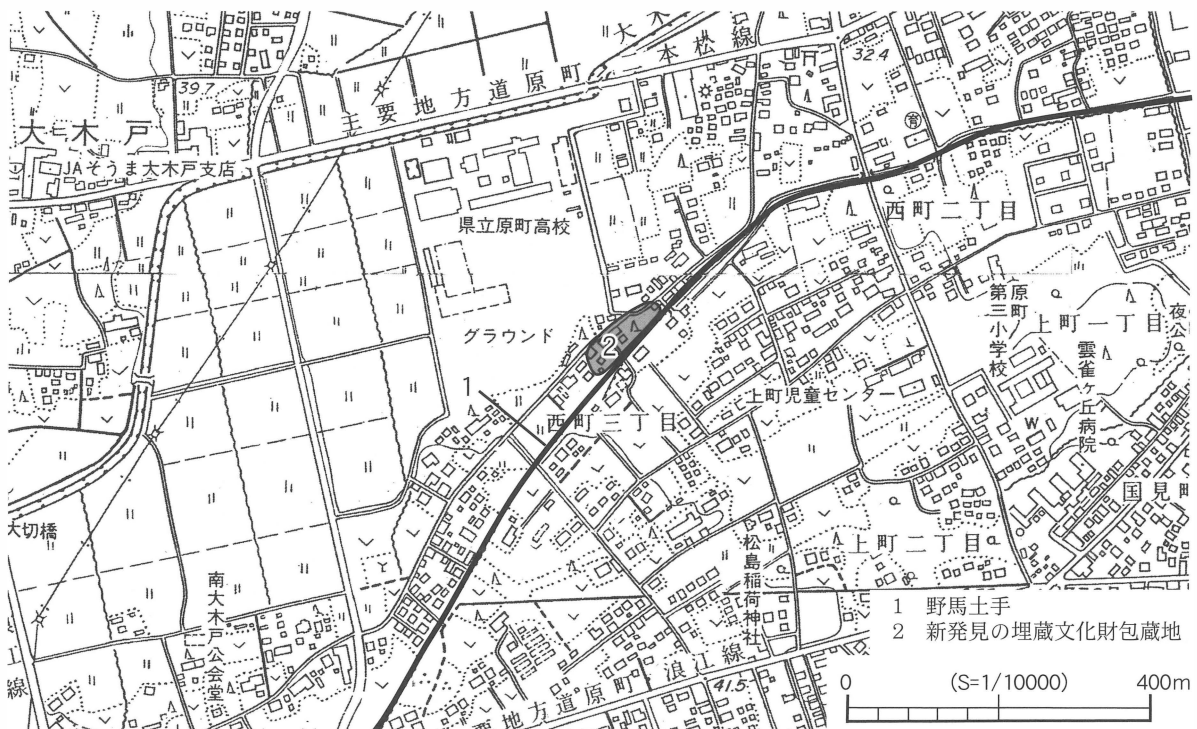 大木
二本松線
主要地方道原町
32.4
39.7
大木戸
JAそうま大木戸支店
育
県立原町高校
西町二丁目
グラウンド
2
1
西町三丁目
上町児童センター
原町
第三小学校
上町一丁目
雲雀ヶ丘病院
夜公
国見町
大切橋
南大木戸公会堂
松島稲荷神社
上町二丁目
要地方道原町 浪江線
41.5
江線
1 野馬土手
2 新発見の埋蔵文化財包蔵地
0 (S=1/10000) 400m